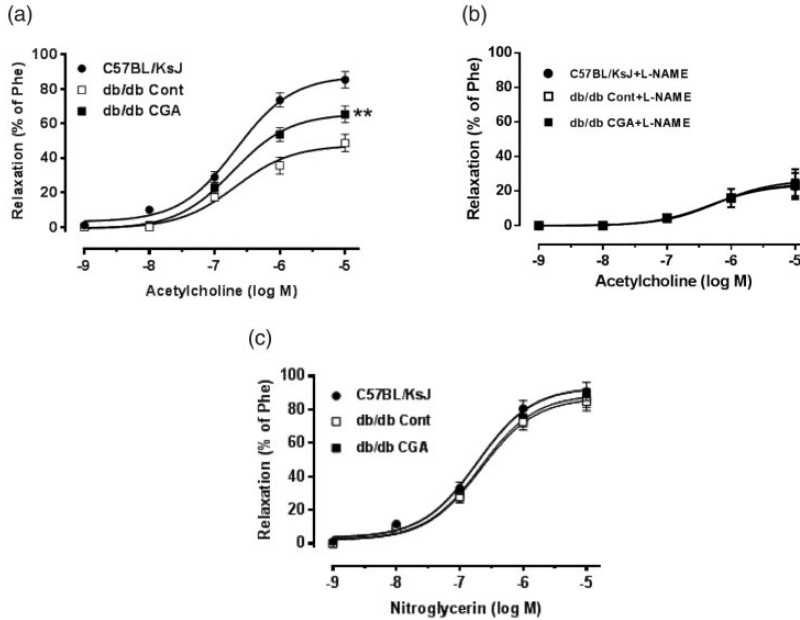 (a)
C57BL/KsJ
db/db Cont
db/db CGA
Relaxation (% of Phe)
100
80
60
40
20
0
**
-9 -8 -7 -6 -5
Acetylcholine (log M)
(b)
C57BL/KsJ+L-NAME
db/db Cont+L-NAME
db/db CGA+L-NAME
Relaxation (% of Phe)
100
80
60
40
20
0
-9 -8 -7 -6 -5
Acetylcholine (log M)
(c)
C57BL/KsJ
db/db Cont
db/db CGA
Relaxation (% of Phe)
100
80
60
40
20
0
-9 -8 -7 -6 -5
Nitroglycerin (log M)